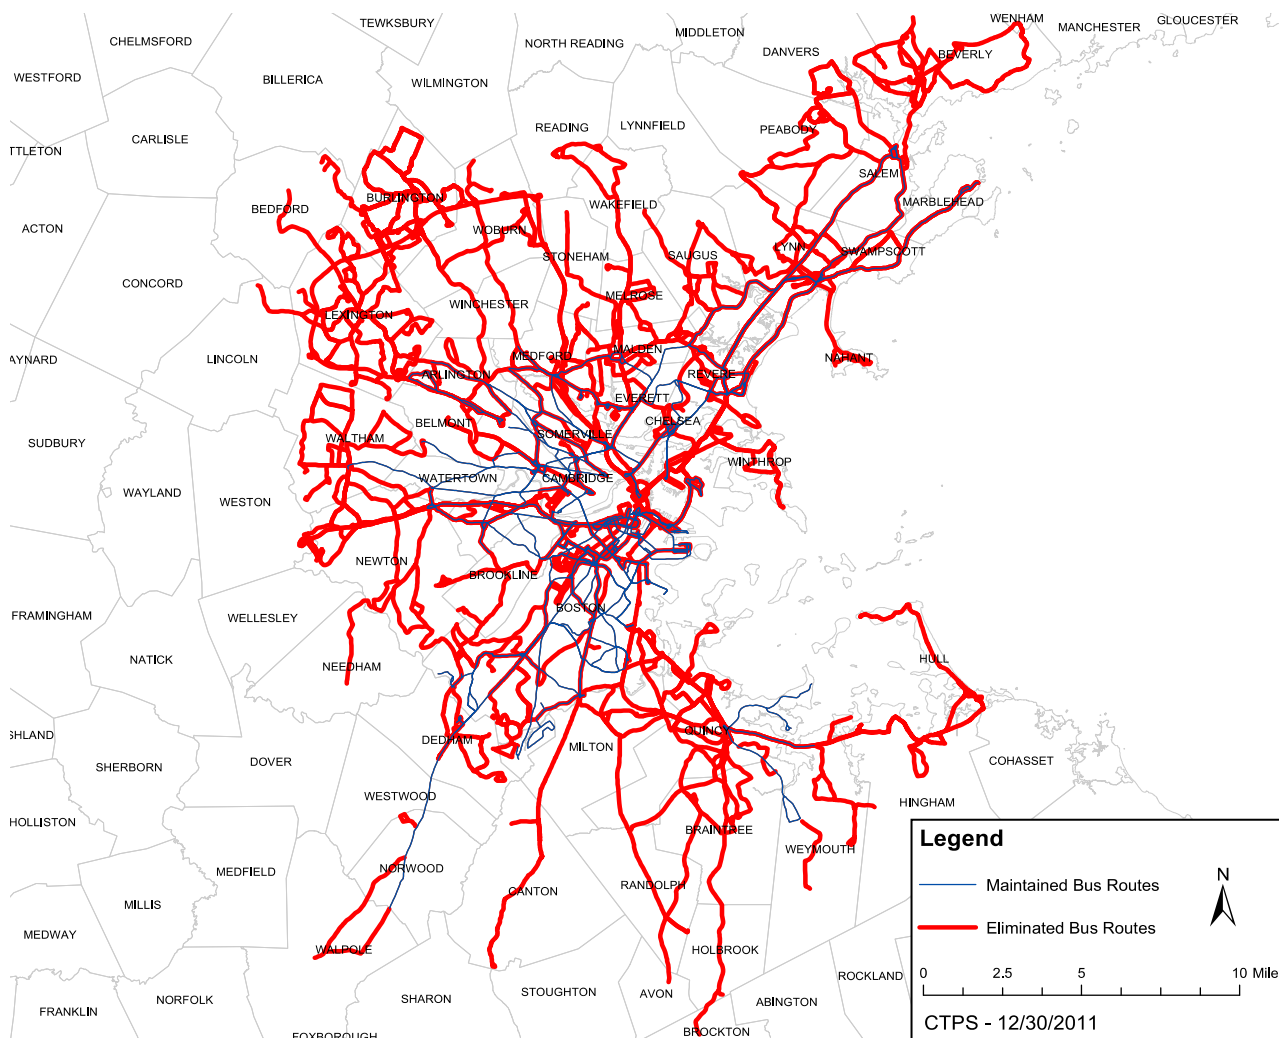 TEWKSBURY
WENHAM
GLOUCESTER
MANCHESTER
MIDDLETON
CHELMSFORD
NORTH READING
DANVERS
BEVERLY
WESTFORD
BILLERICA
WILMINGTON
READING
LYNNFIELD
PEABODY
CARLISLE
TTLETON
SALEM
BURLINGTON
MARBLEHEAD
WAKEFIELD
BEDFORD
ACTON
WOBURN
LYNN
SWAMPSCOTT
STONEHAM
SAUGUS
CONCORD
MELROSE
WINCHESTER
LEXINGTON
MALDEN
MEDFORD
NAHANT
AYNARD
LINCOLN
ARLINGTON
REVERE
EVERETT
BELMONT
CHELSEA
SOMERVILLE
WALTHAM
SUDBURY
WINTHROP
WATERTOWN
CAMBRIDGE
WAYLAND
WESTON
NEWTON
BROOKLINE
BOSTON
FRAMINGHAM
WELLESLEY
NATICK
NEEDHAM
HULL
QUINCY
SHLAND
DEDHAM
MILTON
SHERBORN
DOVER
COHASSET
WESTWOOD
HINGHAM
HOLLISTON
BRAINTREE
WEYMOUTH
MEDFIELD
NORWOOD
RANDOLPH
CANTON
MILLIS
MEDWAY
WALPOLE
HOLBROOK
ROCKLAND
SHARON
STOUGHTON
AVON
ABINGTON
NORFOLK
FRANKLIN
BROCKTON
FOXBOROUGH
Legend
Maintained Bus Routes
Eliminated Bus Routes
N
0 2.5 5 10 Mile
CTPS - 12/30/2011